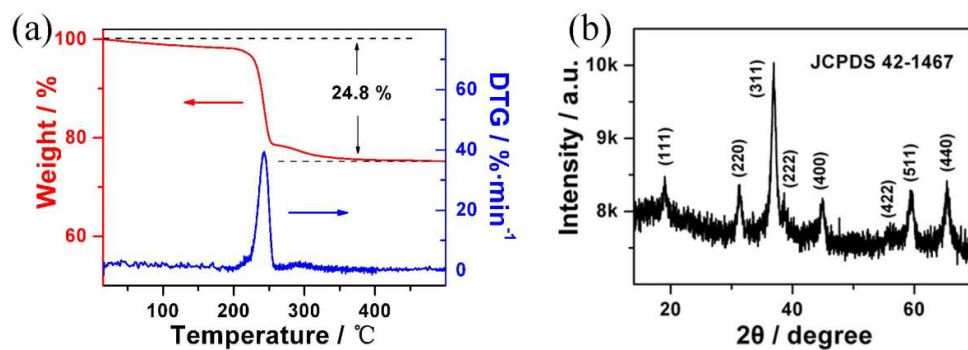 (a)
Weight / %
100
80
60
24.8 %
DTG / %·min⁻¹
60
40
20
0
100
200
300
400
Temperature / ℃
(b)
JCPDS 42-1467
Intensity / a.u.
10k
9k
8k
(111)
(220)
(311)
(222)
(400)
(422)
(511)
(440)
20
40
60
2θ / degree